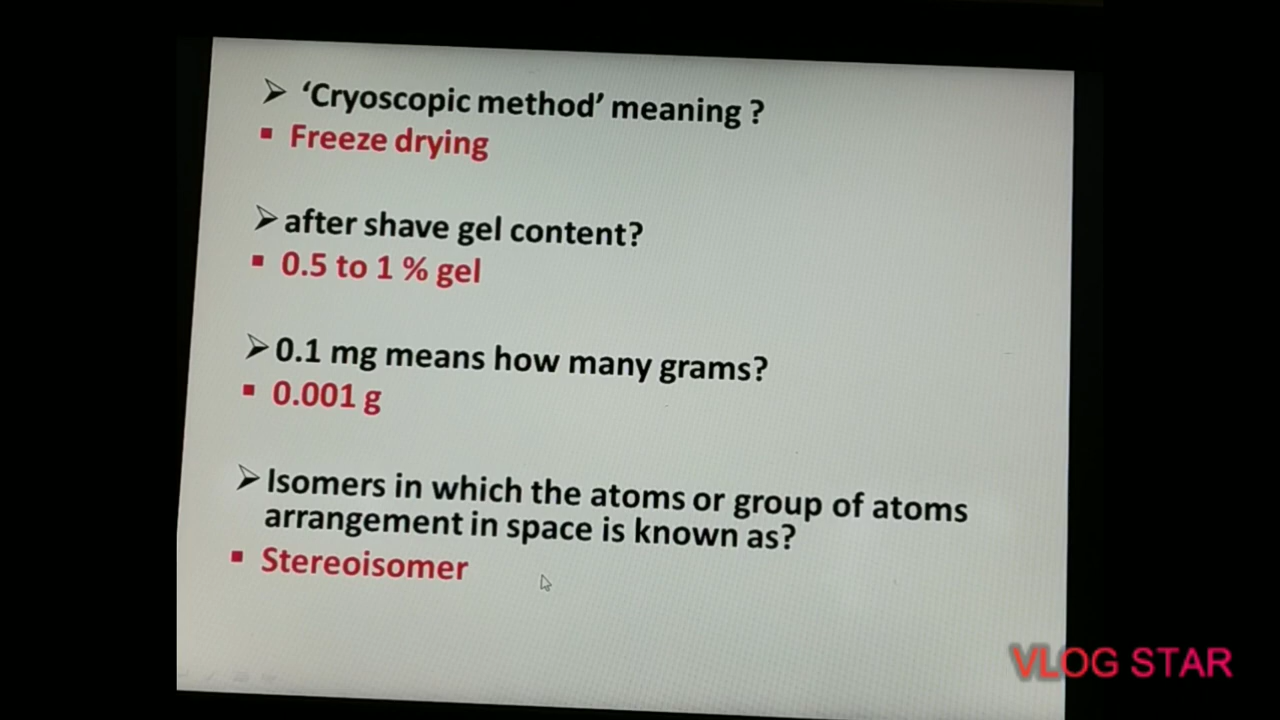 ‘Cryoscopic method’ meaning ?
Freeze drying
after shave gel content?
0.5 to 1 % gel
0.1 mg means how many grams?
0.001 g
Isomers in which the atoms or group of atoms
arrangement in space is known as?
Stereoisomer
VLOG STAR